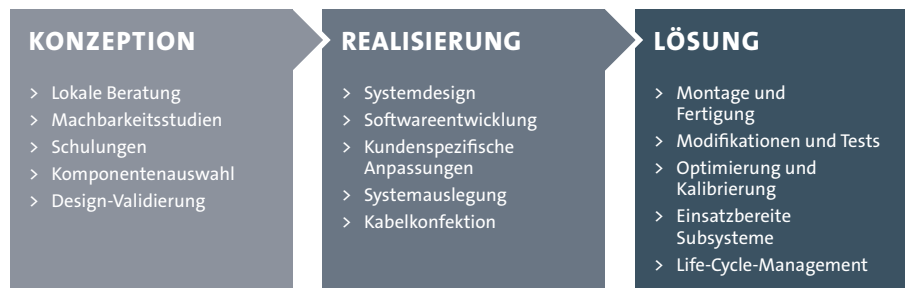 KONZEPTION
> Lokale Beratung
> Machbarkeitsstudien
> Schulungen
> Komponentenauswahl
> Design-Validierung
REALISIERUNG
> Systemdesign
> Softwareentwicklung
> Kundenspezifische
Anpassungen
> Systemauslegung
> Kabelkonfektion
LÖSUNG
> Montage und
Fertigung
> Modifikationen und Tests
> Optimierung und
Kalibrierung
> Einsatzbereite
Subsysteme
> Life-Cycle-Management